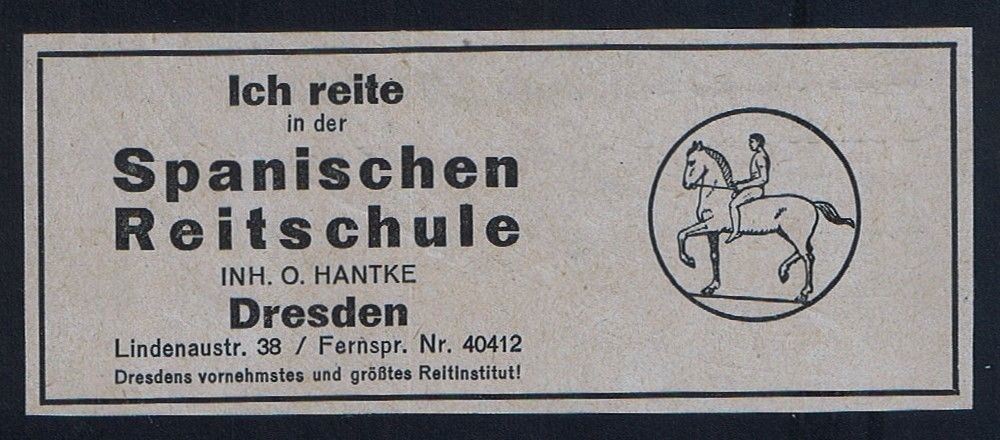 Ich reite
in der
Spanischen
Reitschule
INH. O. HANTKE
Dresden
Lindenaustr. 38 / Fernspr. Nr. 40412
Dresdens vornehmstes und größtes Reitinstitut!